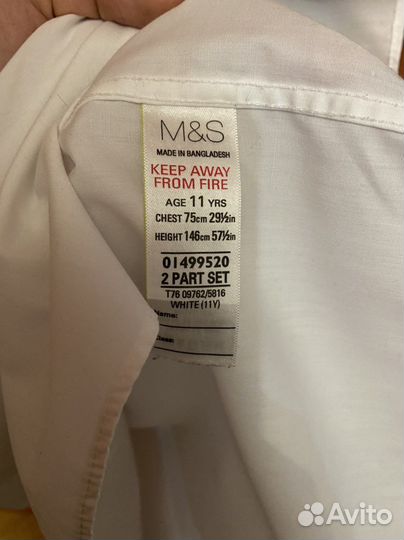 M&S
MADE IN BANGLADESH
KEEP AWAY
FROM FIRE
AGE 11 YRS
CHEST 75cm 29½in
HEIGHT 146cm 57½in
01499520
2 PART SET
T76 09762/5816
WHITE (11Y)
Name:
Class:
Avito